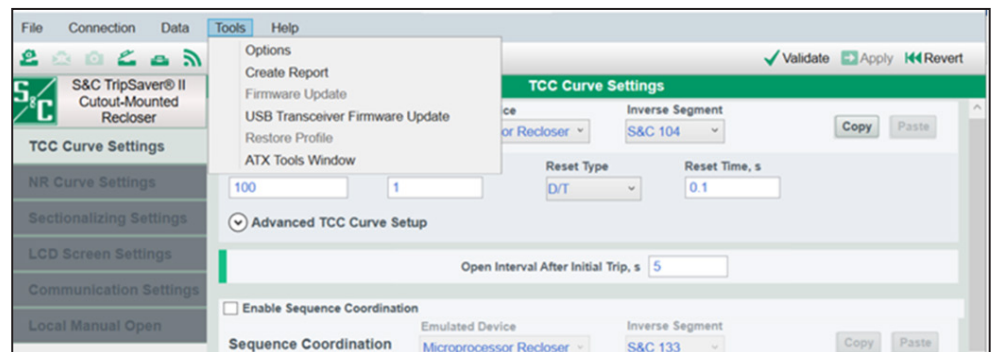 File Connection Data Tools Help
Options
Create Report
Firmware Update
USB Transceiver Firmware Update
Restore Profile
ATX Tools Window
Validate Apply Revert
S&C
S&C TripSaver® II
Cutout-Mounted
Recloser
TCC Curve Settings
NR Curve Settings
Sectionalizing Settings
LCD Screen Settings
Communication Settings
Local Manual Open
TCC Curve Settings
Inverse Segment
or Recloser S&C 104 Copy Paste
Reset Type Reset Time, s
100 1 D/T 0.1
Advanced TCC Curve Setup
Open Interval After Initial Trip, s 5
Enable Sequence Coordination
Emulated Device Inverse Segment
Sequence Coordination Microprocessor Recloser S&C 133 Copy Paste